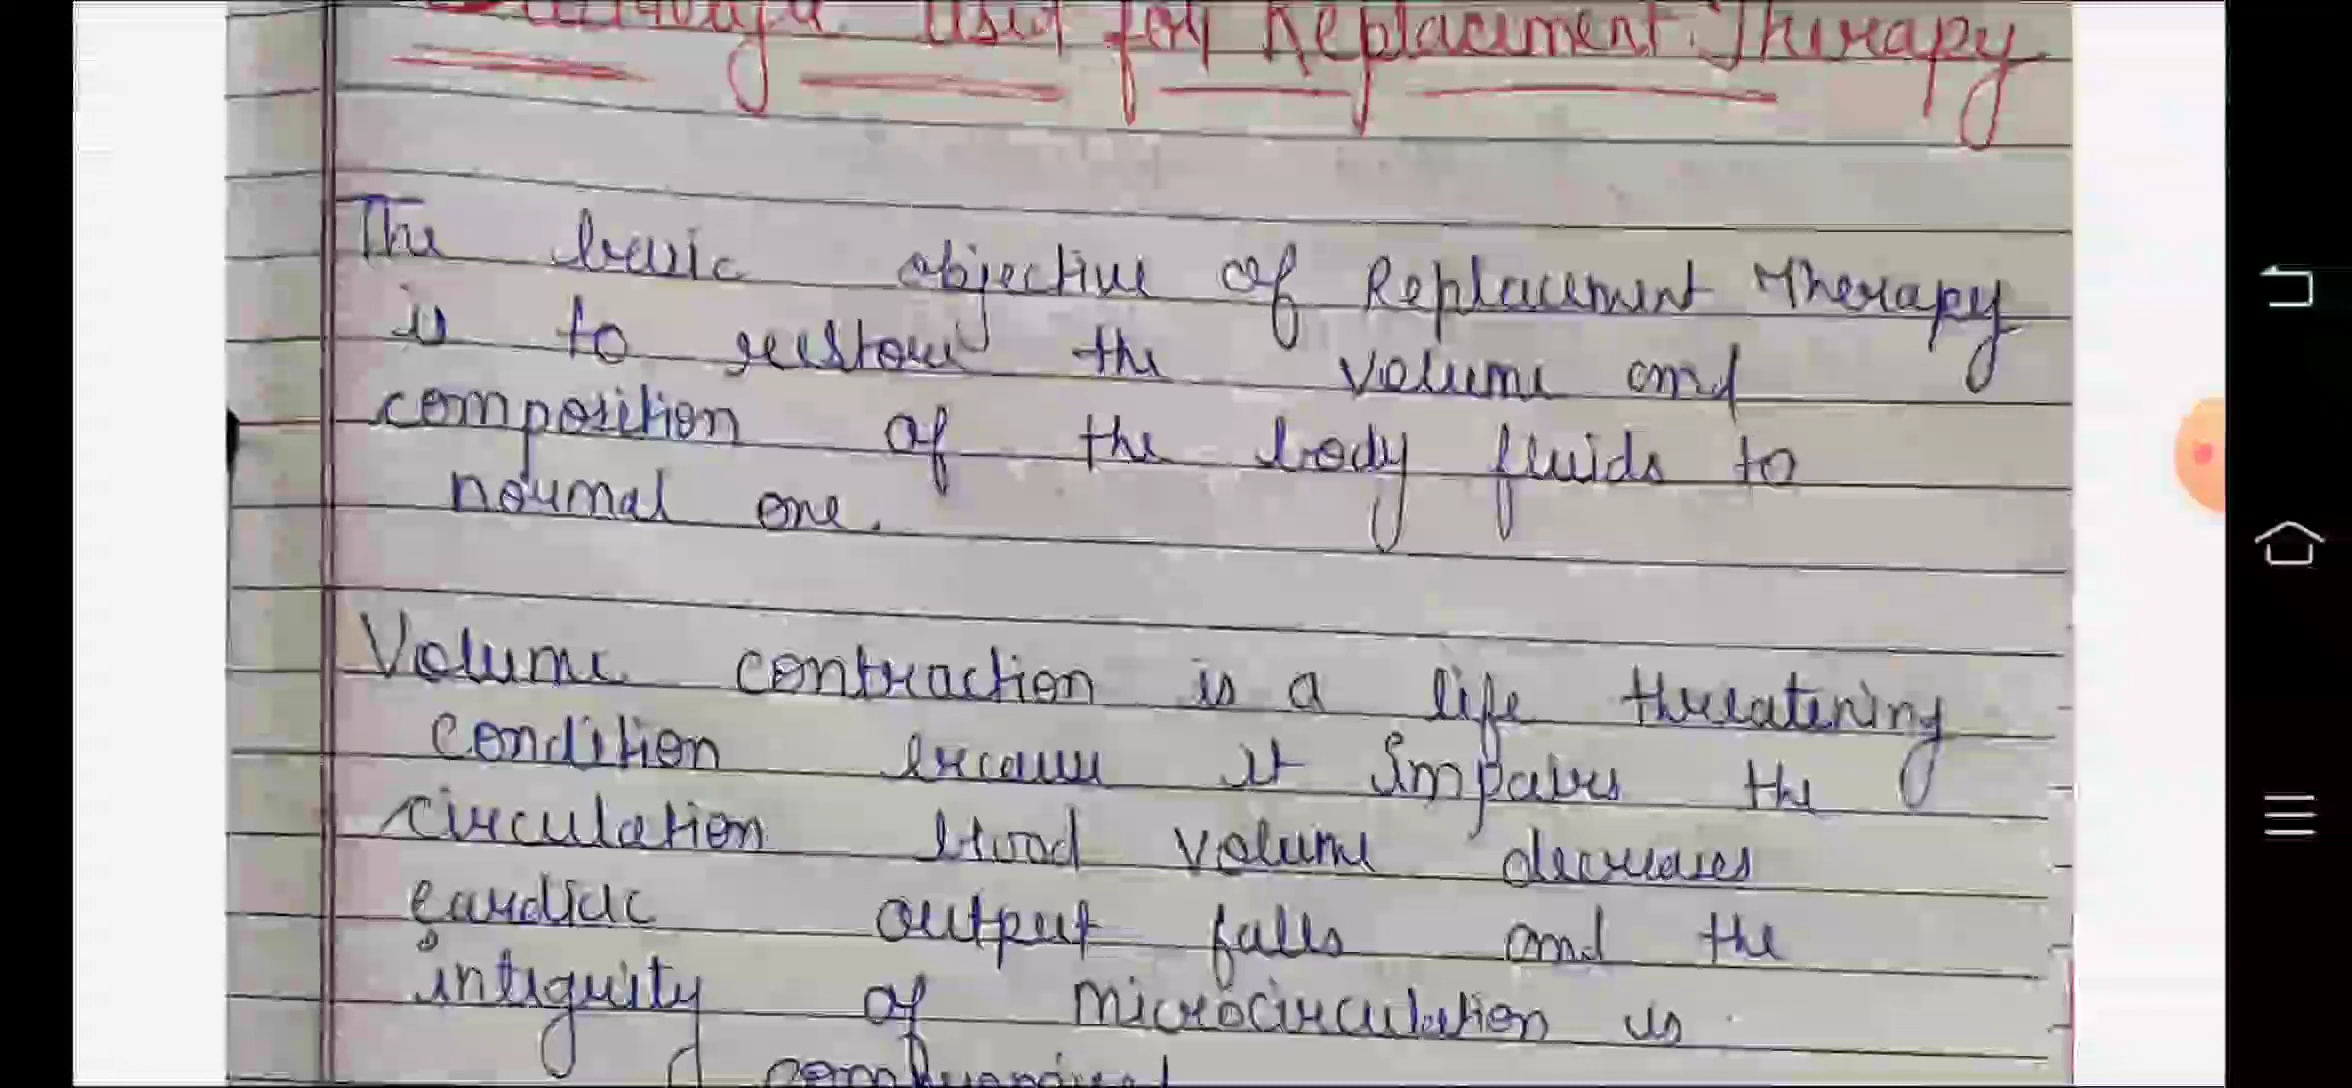 Used for Replacement Therapy
The basic objective of Replacement Therapy
is to restore the volume and
composition of the body fluids to
normal one.
Volume contraction is a life threatening
condition because it Impaires the
circulation blood volume decreases
cardiac output falls and the
integrity of microcirculation is